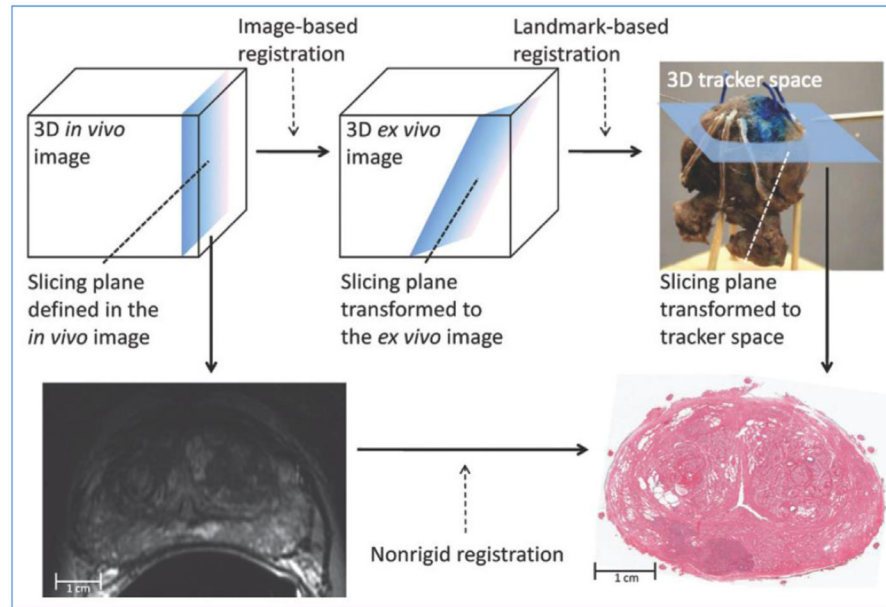 Image-based
registration
Landmark-based
registration
3D in vivo
image
3D ex vivo
image
3D tracker space
Slicing plane
defined in the
in vivo image
Slicing plane
transformed to
the ex vivo image
Slicing plane
transformed to
tracker space
1 cm
Nonrigid registration
1 cm